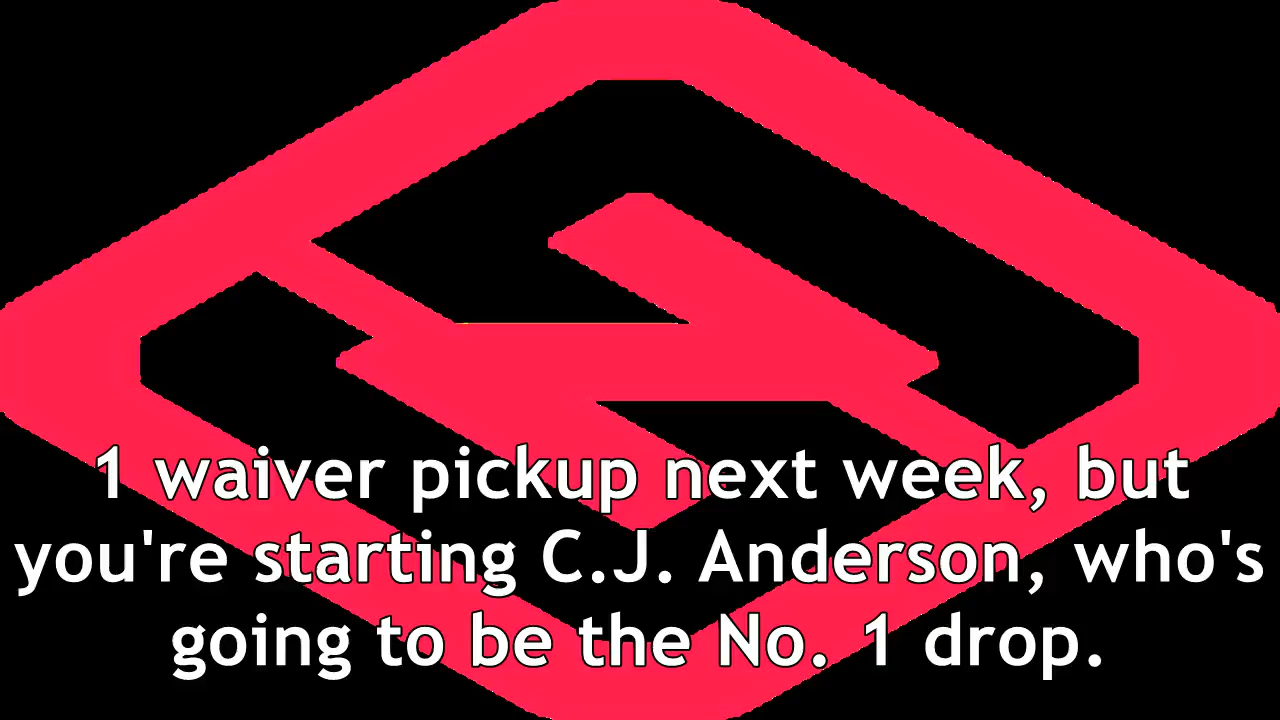 1 waiver pickup next week, but
you're starting C.J. Anderson, who's
going to be the No. 1 drop.